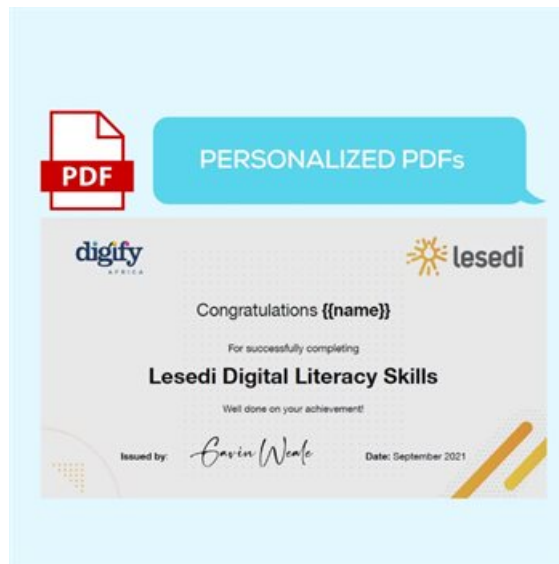 PDF
PERSONALIZED PDFs
digify
AFRICA
lesedi
Congratulations {{name}}
For successfully completing
Lesedi Digital Literacy Skills
Well done on your achievement!
Issued by: Gavin Weale Date: September 2021